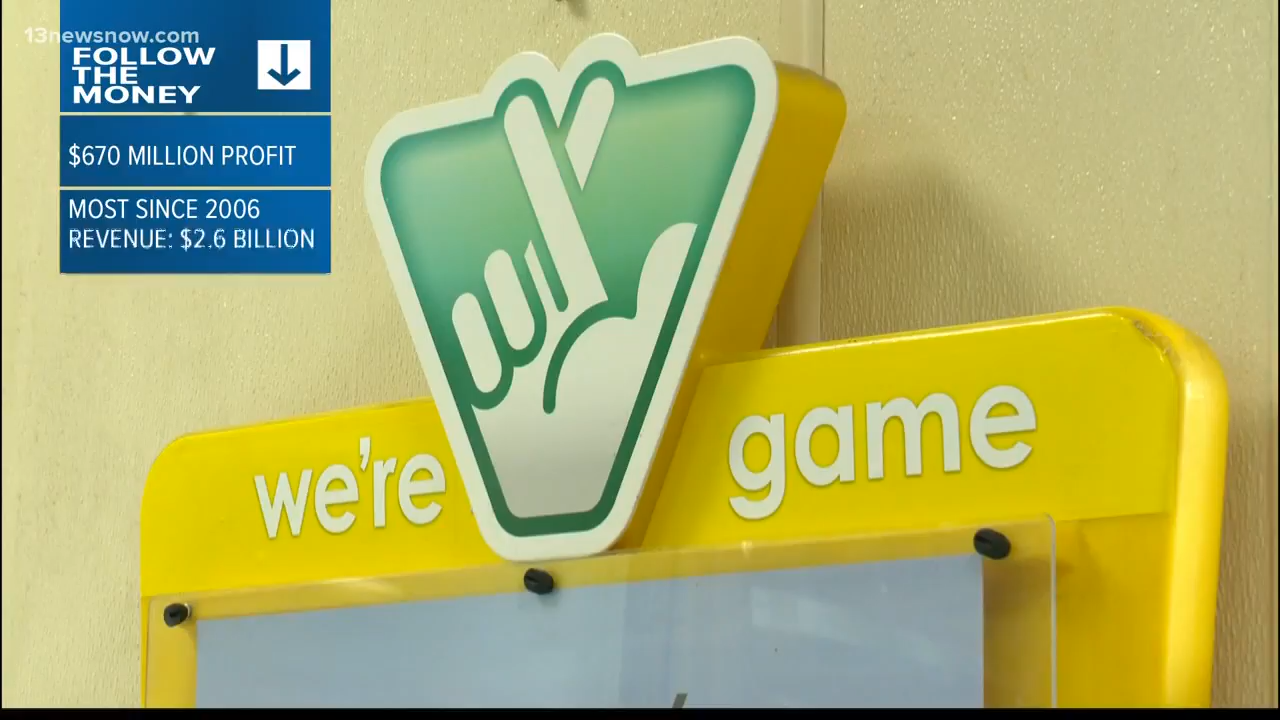 13newsnow.com
FOLLOW
THE
MONEY
$670 MILLION PROFIT
MOST SINCE 2006
REVENUE: $2.6 BILLION
we're game